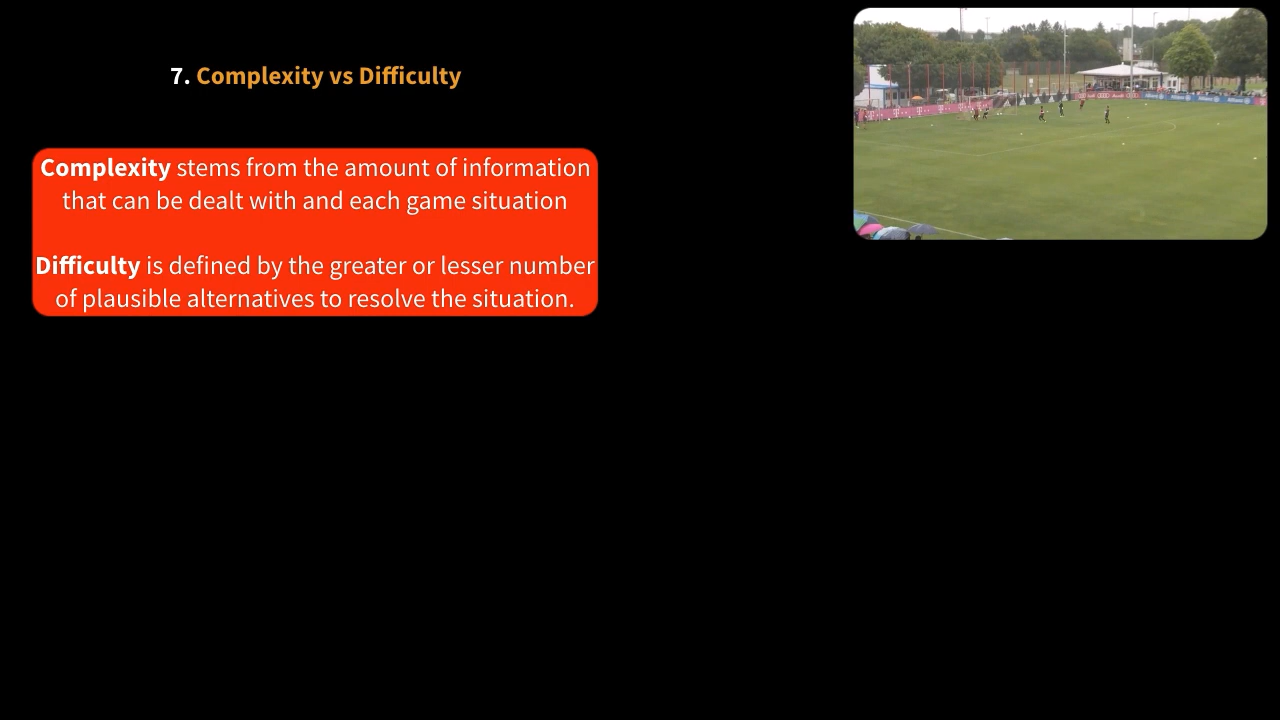 7. Complexity vs Difficulty
Complexity stems from the amount of information
that can be dealt with and each game situation
Difficulty is defined by the greater or lesser number
of plausible alternatives to resolve the situation.